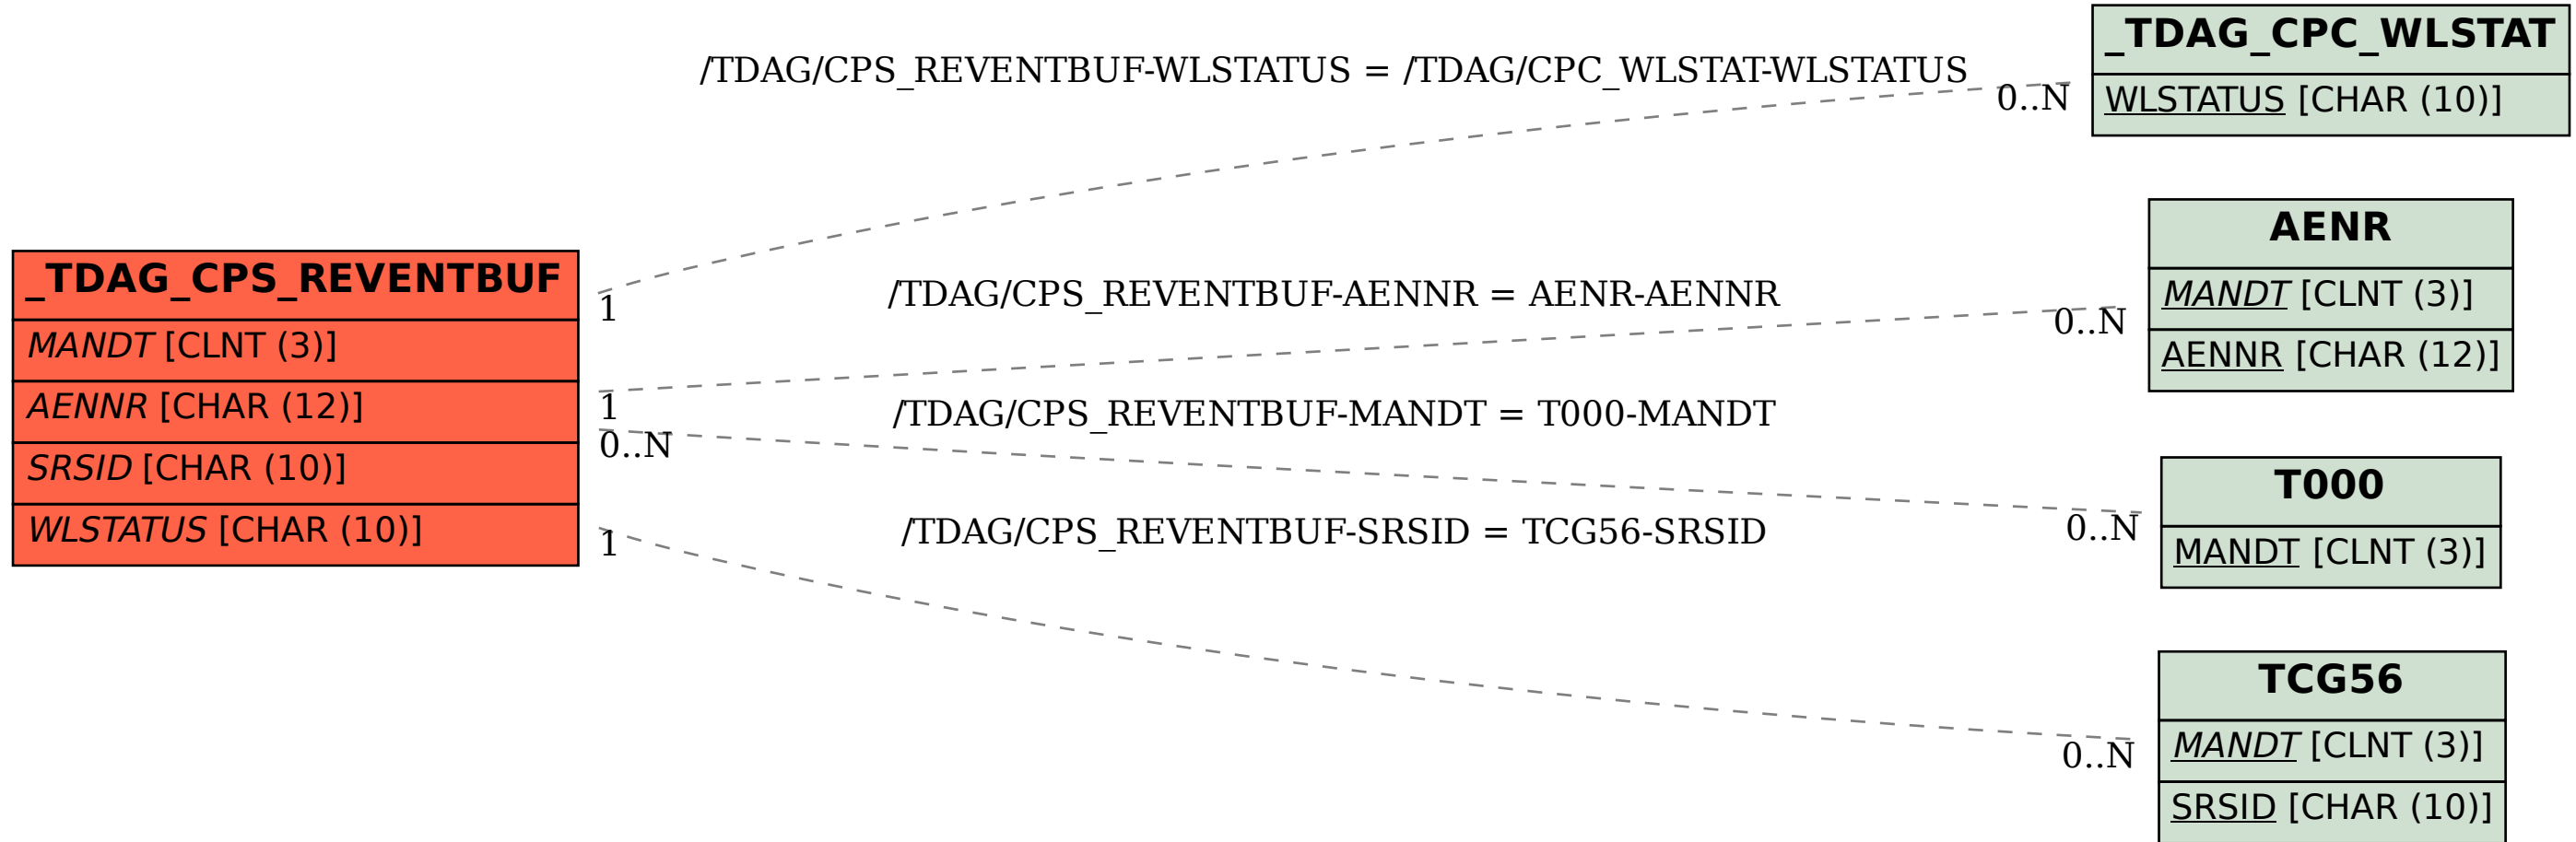 _TDAG_CPC_WLSTAT
WLSTATUS [CHAR (10)]
/TDAG/CPS_REVENTBUF-WLSTATUS = /TDAG/CPC_WLSTAT-WLSTATUS
0..N
1
_TDAG_CPS_REVENTBUF
MANDT [CLNT (3)]
AENNR [CHAR (12)]
SRSID [CHAR (10)]
WLSTATUS [CHAR (10)]
AENR
MANDT [CLNT (3)]
AENNR [CHAR (12)]
/TDAG/CPS_REVENTBUF-AENNR = AENR-AENNR
0..N
1
/TDAG/CPS_REVENTBUF-MANDT = T000-MANDT
0..N
0..N
T000
MANDT [CLNT (3)]
/TDAG/CPS_REVENTBUF-SRSID = TCG56-SRSID
1
0..N
TCG56
MANDT [CLNT (3)]
SRSID [CHAR (10)]